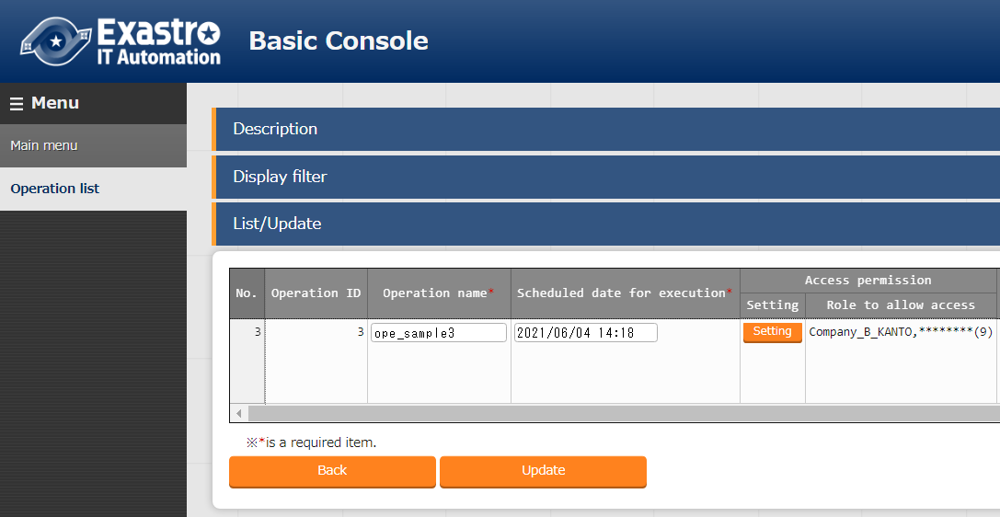 Exastro
IT Automation
Basic Console
Menu
Main menu
Operation list
Description
Display filter
List/Update
No. Operation ID Operation name* Scheduled date for execution* Access permission
Setting Role to allow access
3 3 ope_sample3 2021/06/04 14:18 Setting Company_B_KANTO,********(9)
※*is a required item.
Back Update